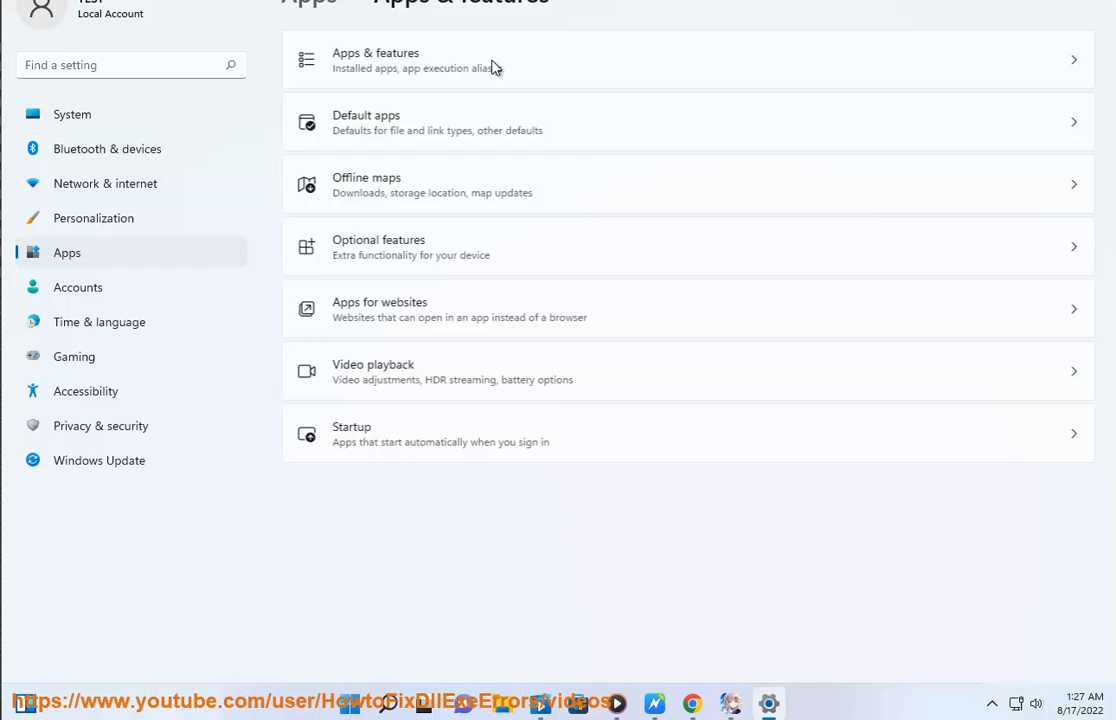 TEST
Local Account
Apps Apps & features
Find a setting
System
Bluetooth & devices
Network & internet
Personalization
Apps
Accounts
Time & language
Gaming
Accessibility
Privacy & security
Windows Update
Apps & features
Installed apps, app execution alias
Default apps
Defaults for file and link types, other defaults
Offline maps
Downloads, storage location, map updates
Optional features
Extra functionality for your device
Apps for websites
Websites that can open in an app instead of a browser
Video playback
Video adjustments, HDR streaming, battery options
Startup
Apps that start automatically when you sign in
https://www.youtube.com/user/HowtoFixDllExeErrors/videos
1:27 AM
8/17/2022